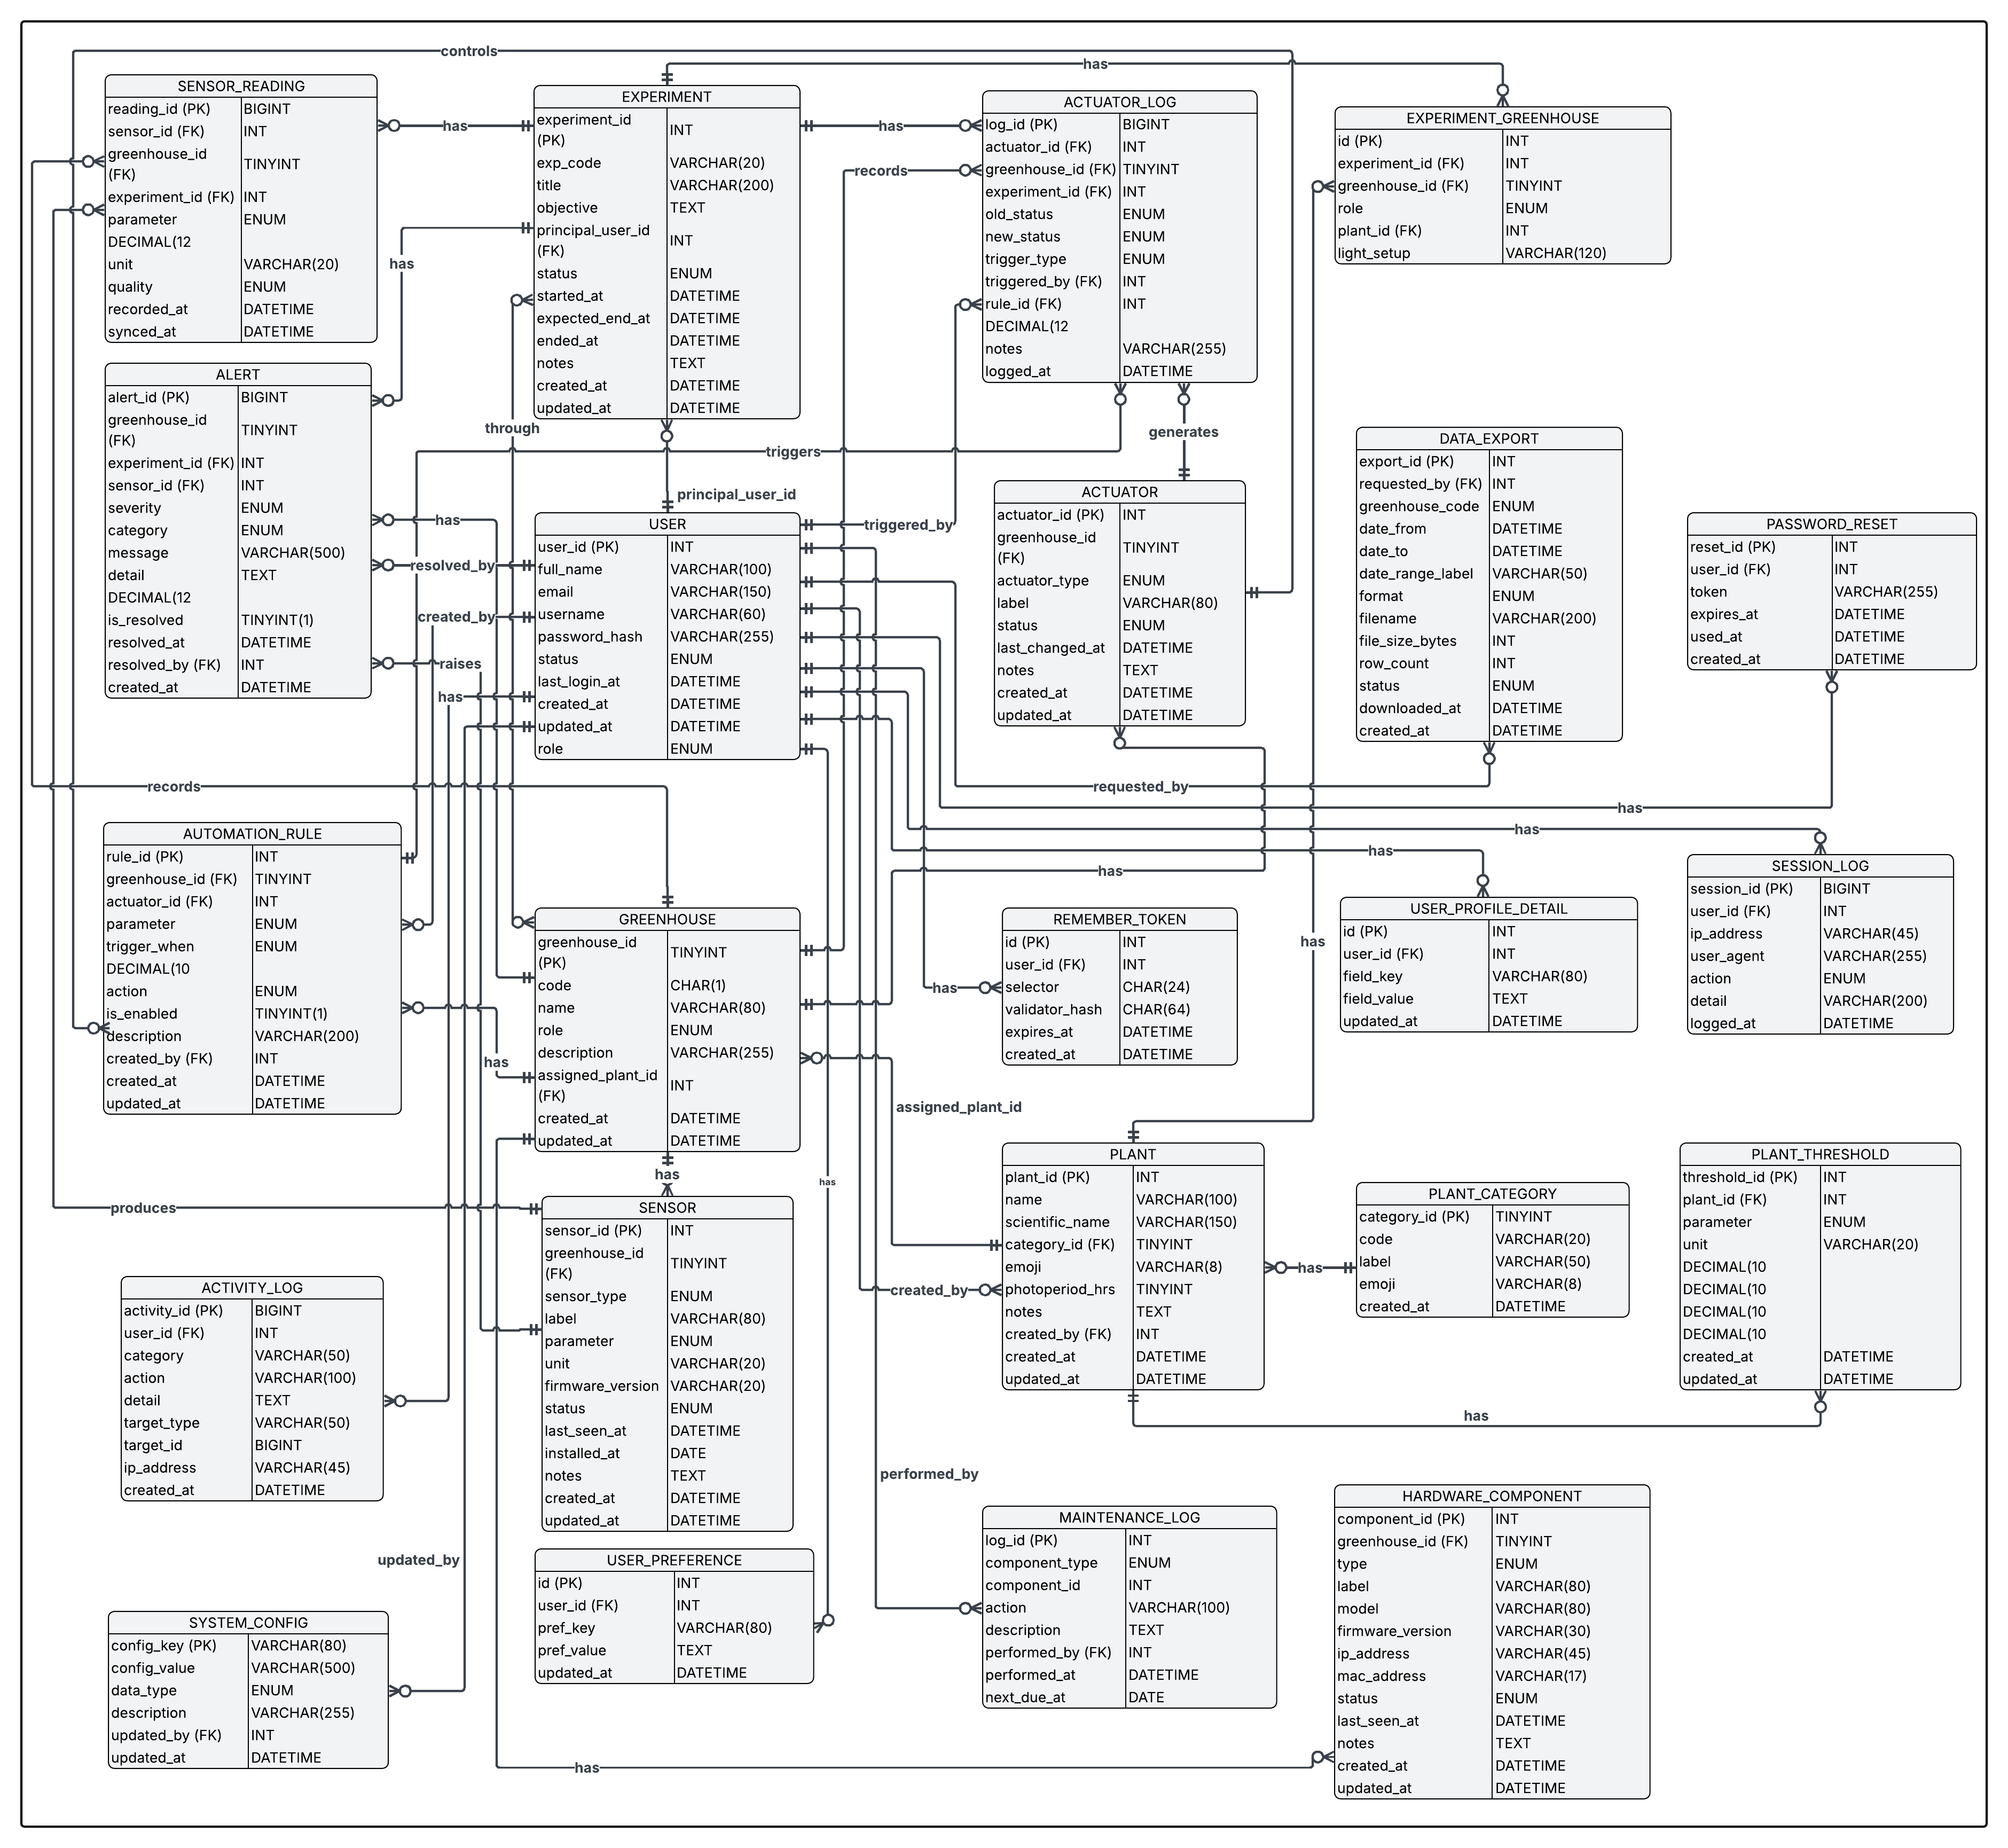 controls
has
SENSOR_READING
reading_id (PK) BIGINT
sensor_id (FK) INT
greenhouse_id
(FK) TINYINT
experiment_id (FK) INT
parameter ENUM
DECIMAL(12
unit VARCHAR(20)
quality ENUM
recorded_at DATETIME
synced_at DATETIME
has
EXPERIMENT
experiment_id
(PK) INT
exp_code VARCHAR(20)
title VARCHAR(200)
objective TEXT
principal_user_id
(FK) INT
status ENUM
started_at DATETIME
expected_end_at DATETIME
ended_at DATETIME
notes TEXT
created_at DATETIME
updated_at DATETIME
has
records
ACTUATOR_LOG
log_id (PK) BIGINT
actuator_id (FK) INT
greenhouse_id (FK) TINYINT
experiment_id (FK) INT
old_status ENUM
new_status ENUM
trigger_type ENUM
triggered_by (FK) INT
rule_id (FK) INT
DECIMAL(12
notes VARCHAR(255)
logged_at DATETIME
EXPERIMENT_GREENHOUSE
id (PK) INT
experiment_id (FK) INT
greenhouse_id (FK) TINYINT
role ENUM
plant_id (FK) INT
light_setup VARCHAR(120)
has
ALERT
alert_id (PK) BIGINT
greenhouse_id
(FK) TINYINT
experiment_id (FK) INT
sensor_id (FK) INT
severity ENUM
category ENUM
message VARCHAR(500)
detail TEXT
DECIMAL(12
is_resolved TINYINT(1)
resolved_at DATETIME
resolved_by (FK) INT
created_at DATETIME
through
triggers
generates
principal_user_id
has
resolved_by
created_by
raises
has
triggered_by
USER
user_id (PK) INT
full_name VARCHAR(100)
email VARCHAR(150)
username VARCHAR(60)
password_hash VARCHAR(255)
status ENUM
last_login_at DATETIME
created_at DATETIME
updated_at DATETIME
role ENUM
ACTUATOR
actuator_id (PK) INT
greenhouse_id
(FK) TINYINT
actuator_type ENUM
label VARCHAR(80)
status ENUM
last_changed_at DATETIME
notes TEXT
created_at DATETIME
updated_at DATETIME
DATA_EXPORT
export_id (PK) INT
requested_by (FK) INT
greenhouse_code ENUM
date_from DATETIME
date_to DATETIME
date_range_label VARCHAR(50)
format ENUM
filename VARCHAR(200)
file_size_bytes INT
row_count INT
status ENUM
downloaded_at DATETIME
created_at DATETIME
PASSWORD_RESET
reset_id (PK) INT
user_id (FK) INT
token VARCHAR(255)
expires_at DATETIME
used_at DATETIME
created_at DATETIME
records
requested_by
has
has
has
has
AUTOMATION_RULE
rule_id (PK) INT
greenhouse_id (FK) TINYINT
actuator_id (FK) INT
parameter ENUM
trigger_when ENUM
DECIMAL(10
action ENUM
is_enabled TINYINT(1)
description VARCHAR(200)
created_by (FK) INT
created_at DATETIME
updated_at DATETIME
has
GREENHOUSE
greenhouse_id
(PK) TINYINT
code CHAR(1)
name VARCHAR(80)
role ENUM
description VARCHAR(255)
assigned_plant_id
(FK) INT
created_at DATETIME
updated_at DATETIME
has
REMEMBER_TOKEN
id (PK) INT
user_id (FK) INT
selector CHAR(24)
validator_hash CHAR(64)
expires_at DATETIME
created_at DATETIME
has
USER_PROFILE_DETAIL
id (PK) INT
user_id (FK) INT
field_key VARCHAR(80)
field_value TEXT
updated_at DATETIME
SESSION_LOG
session_id (PK) BIGINT
user_id (FK) INT
ip_address VARCHAR(45)
user_agent VARCHAR(255)
action ENUM
detail VARCHAR(200)
logged_at DATETIME
assigned_plant_id
has
has
produces
SENSOR
sensor_id (PK) INT
greenhouse_id
(FK) TINYINT
sensor_type ENUM
label VARCHAR(80)
parameter ENUM
unit VARCHAR(20)
firmware_version VARCHAR(20)
status ENUM
last_seen_at DATETIME
installed_at DATE
notes TEXT
created_at DATETIME
updated_at DATETIME
created_by
PLANT
plant_id (PK) INT
name VARCHAR(100)
scientific_name VARCHAR(150)
category_id (FK) TINYINT
emoji VARCHAR(8)
photoperiod_hrs TINYINT
notes TEXT
created_by (FK) INT
created_at DATETIME
updated_at DATETIME
has
PLANT_CATEGORY
category_id (PK) TINYINT
code VARCHAR(20)
label VARCHAR(50)
emoji VARCHAR(8)
created_at DATETIME
PLANT_THRESHOLD
threshold_id (PK) INT
plant_id (FK) INT
parameter ENUM
unit VARCHAR(20)
DECIMAL(10
DECIMAL(10
DECIMAL(10
DECIMAL(10
created_at DATETIME
updated_at DATETIME
has
ACTIVITY_LOG
activity_id (PK) BIGINT
user_id (FK) INT
category VARCHAR(50)
action VARCHAR(100)
detail TEXT
target_type VARCHAR(50)
target_id BIGINT
ip_address VARCHAR(45)
created_at DATETIME
performed_by
updated_by
USER_PREFERENCE
id (PK) INT
user_id (FK) INT
pref_key VARCHAR(80)
pref_value TEXT
updated_at DATETIME
MAINTENANCE_LOG
log_id (PK) INT
component_type ENUM
component_id INT
action VARCHAR(100)
description TEXT
performed_by (FK) INT
performed_at DATETIME
next_due_at DATE
HARDWARE_COMPONENT
component_id (PK) INT
greenhouse_id (FK) TINYINT
type ENUM
label VARCHAR(80)
model VARCHAR(80)
firmware_version VARCHAR(30)
ip_address VARCHAR(45)
mac_address VARCHAR(17)
status ENUM
last_seen_at DATETIME
notes TEXT
created_at DATETIME
updated_at DATETIME
SYSTEM_CONFIG
config_key (PK) VARCHAR(80)
config_value VARCHAR(500)
data_type ENUM
description VARCHAR(255)
updated_by (FK) INT
updated_at DATETIME
has